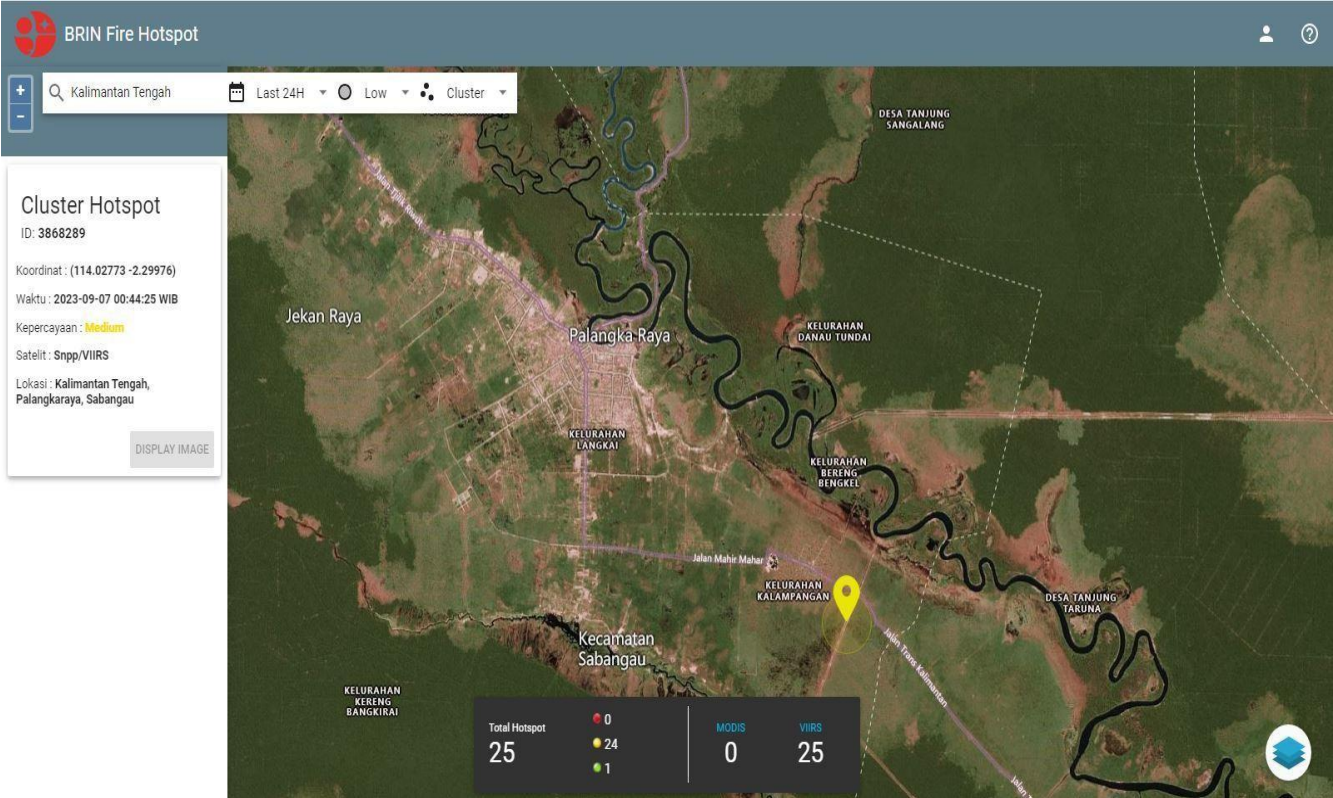 BRIN Fire Hotspot
+
Kalimantan Tengah
Last 24H
Low
Cluster
-
Cluster Hotspot
ID: 3868289
Koordinat : (114.02773 -2.29976)
Waktu : 2023-09-07 00:44:25 WIB
Kepercayaan : Medium
Satelit : Snpp/VIIRS
Lokasi : Kalimantan Tengah,
Palangkaraya, Sabangau
DISPLAY IMAGE
DESA TANJUNG
SANGALANG
Jalan Tjilik Riwut
Jekan Raya
Palangka Raya
KELURAHAN
DANAU TUNDAI
KELURAHAN
LANGKAI
KELURAHAN
BERENG
BENGKEL
Jalan Mahir Mahar
KELURAHAN
KALAMPANGAN
DESA TANJUNG
TARUNA
Kecamatan
Sabangau
Jalan Trans Kalimantan
KELURAHAN
KERENG
BANGKIRAI
Total Hotspot
25
0
24
1
MODIS
0
VIIRS
25
Jalan